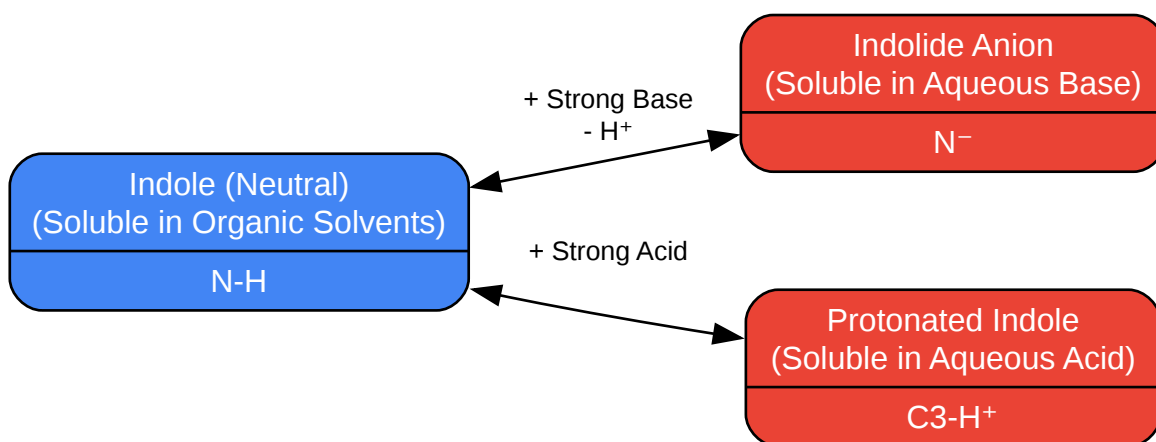 Indolide Anion
(Soluble in Aqueous Base)
N⁻
+ Strong Base
- H⁺
Indole (Neutral)
(Soluble in Organic Solvents)
N-H
+ Strong Acid
Protonated Indole
(Soluble in Aqueous Acid)
C3-H⁺